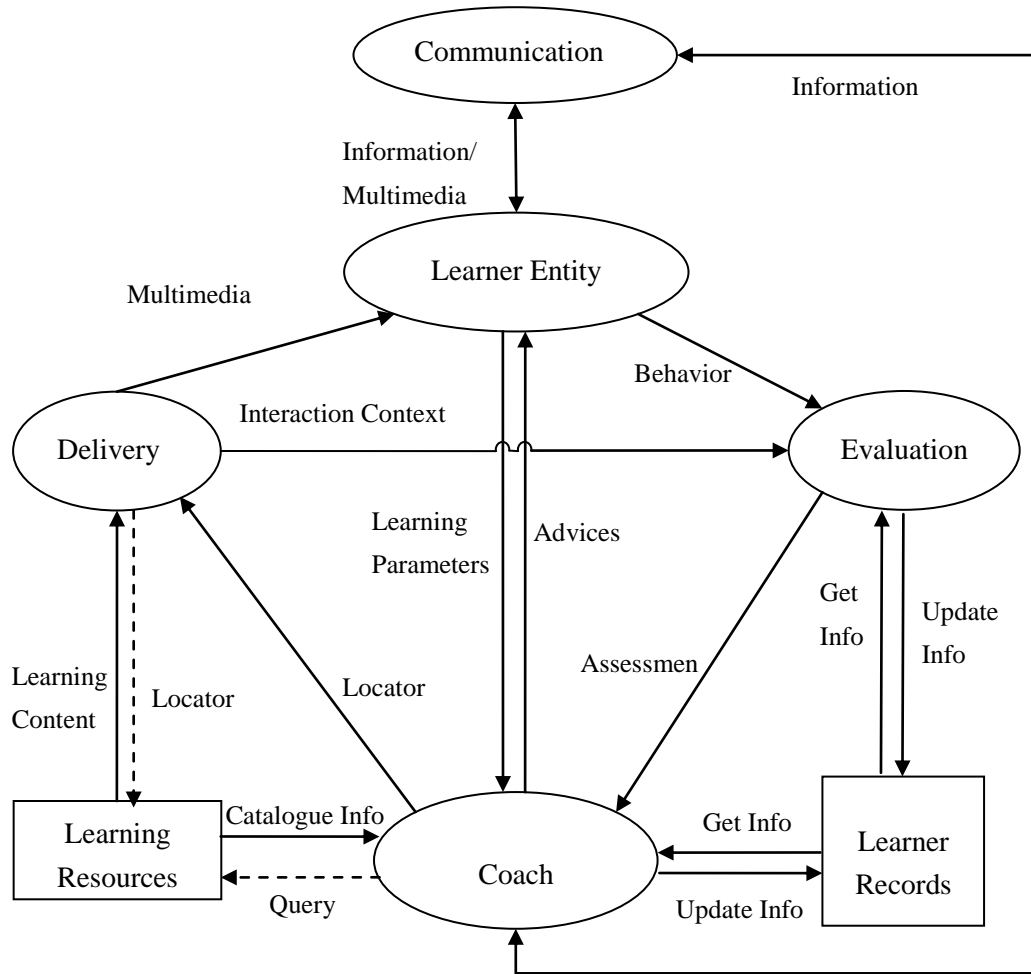 Communication
Information
Information/
Multimedia
Learner Entity
Multimedia
Behavior
Interaction Context
Delivery
Evaluation
Learning
Parameters
Advices
Get
Info
Update
Info
Assessmen
Learning
Content
Locator
Locator
Catalogue Info
Get Info
Learning
Resources
Learner
Records
Coach
Query
Update Info